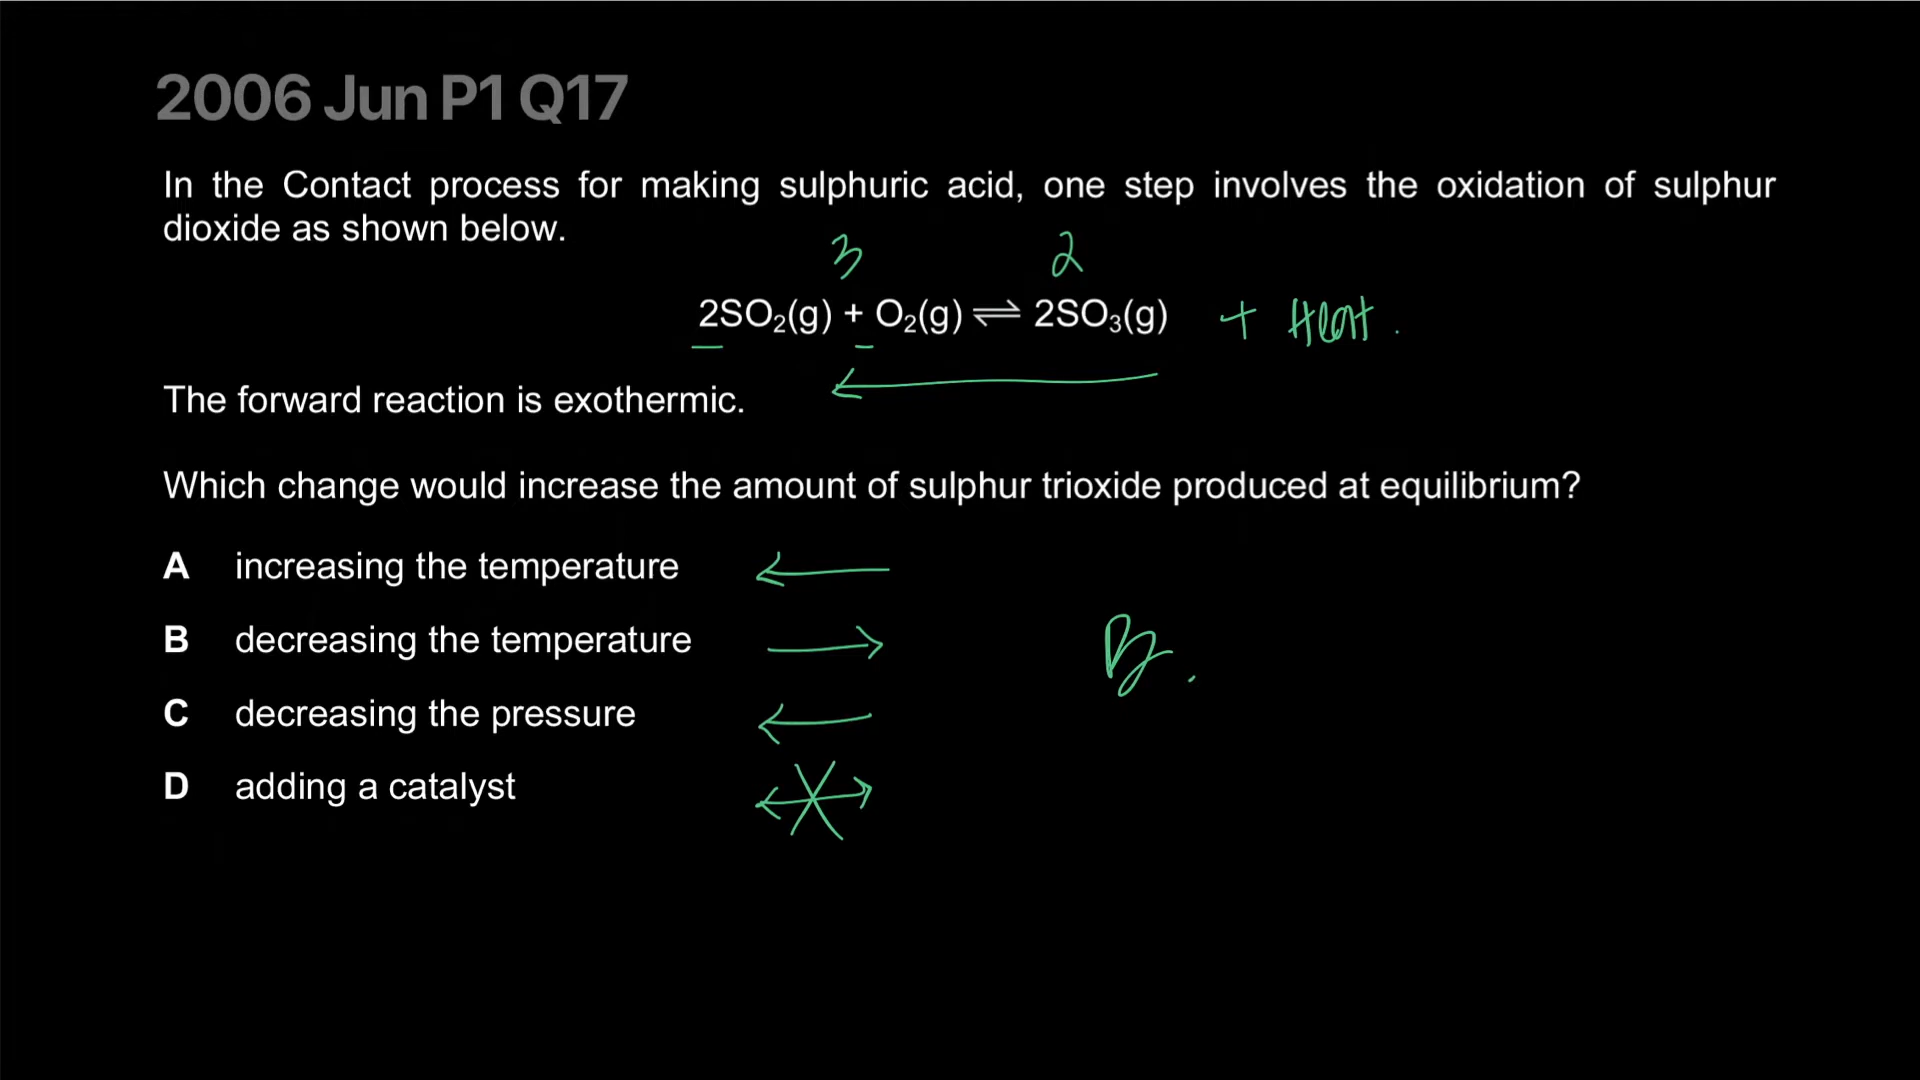 2006 Jun P1 Q17
In the Contact process for making sulphuric acid, one step involves the oxidation of sulphur
dioxide as shown below.
3 2
2SO₂(g) + O₂(g) ⇌ 2SO₃(g) + Heat.
The forward reaction is exothermic.
Which change would increase the amount of sulphur trioxide produced at equilibrium?
A increasing the temperature ←
B decreasing the temperature → B.
C decreasing the pressure ←
D adding a catalyst